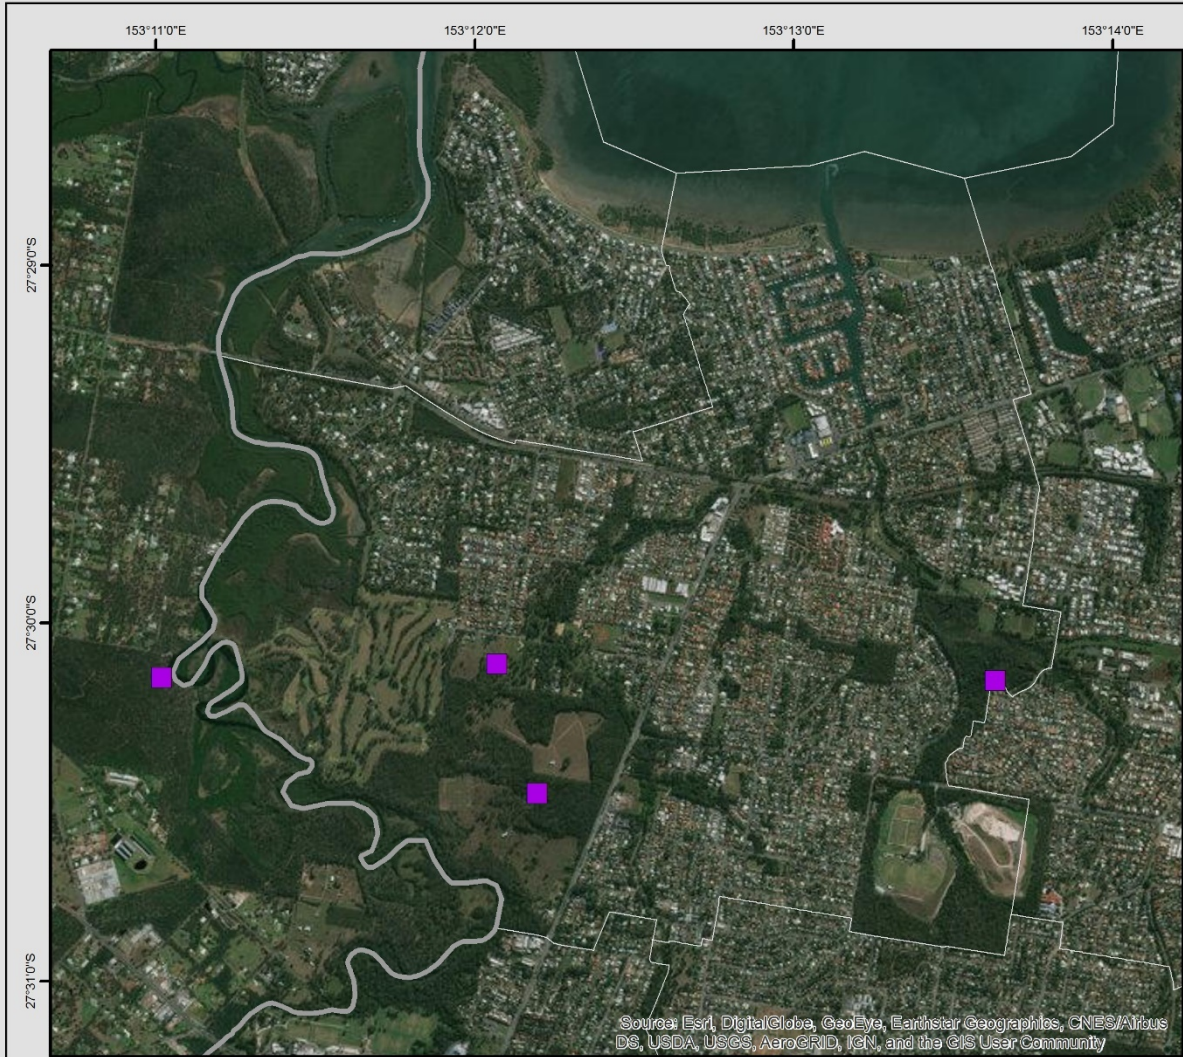 153°11'0"E
153°12'0"E
153°13'0"E
153°14'0"E
27°29'0"S
27°30'0"S
27°31'0"S
Source: Esri, DigitalGlobe, GeoEye, Earthstar Geographics, CNES/Airbus
DS, USDA, USGS, AeroGRID, IGN, and the GIS User Community